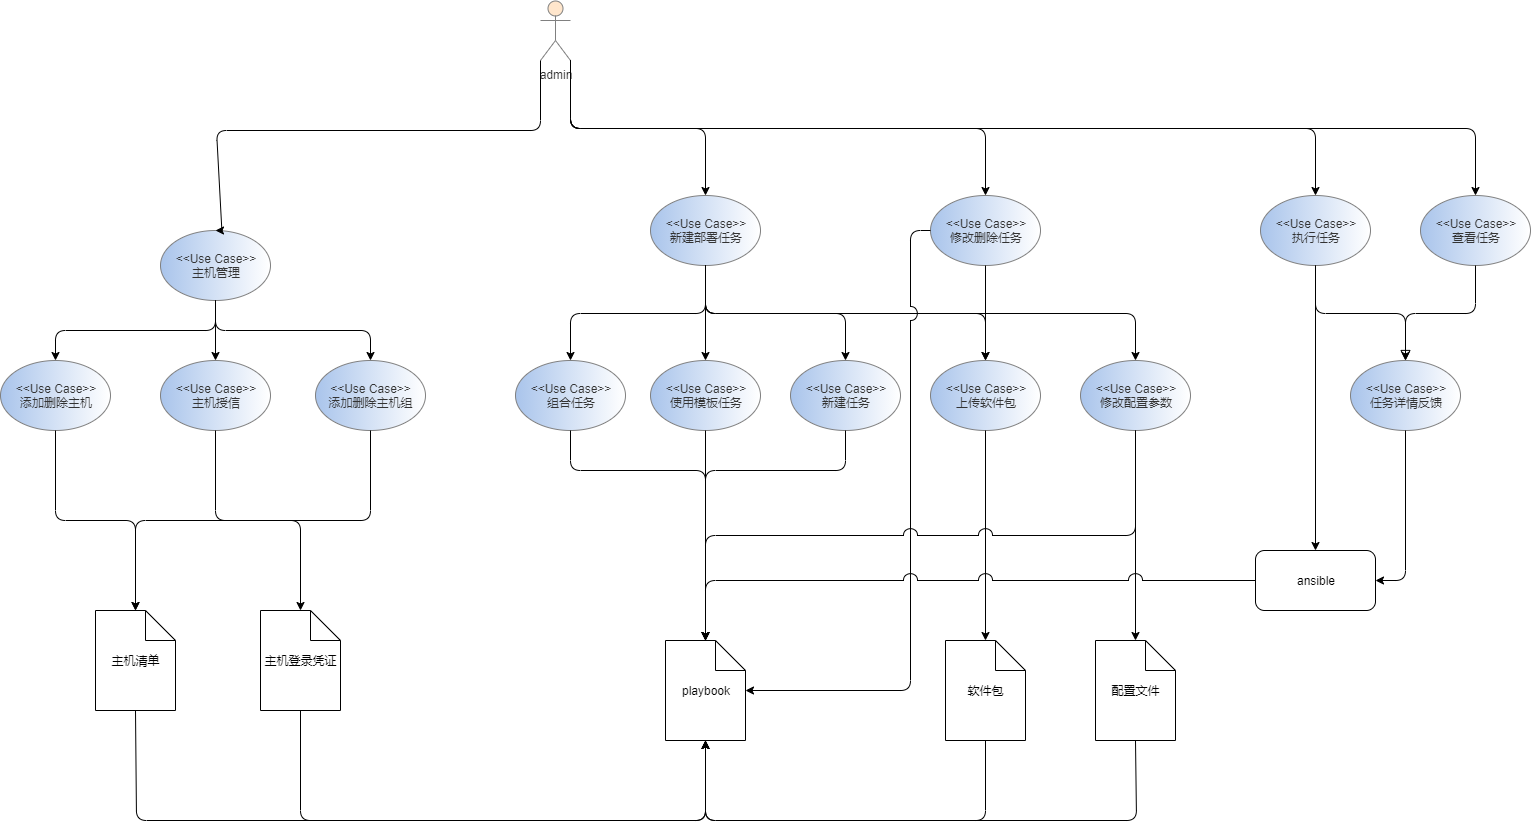 admin
<<Use Case>>
新建部署任务
<<Use Case>>
修改删除任务
<<Use Case>>
执行任务
<<Use Case>>
查看任务
<<Use Case>>
主机管理
<<Use Case>>
添加删除主机
<<Use Case>>
主机授信
<<Use Case>>
添加删除主机组
<<Use Case>>
组合任务
<<Use Case>>
使用模板任务
<<Use Case>>
新建任务
<<Use Case>>
上传软件包
<<Use Case>>
修改配置参数
<<Use Case>>
任务详情反馈
ansible
主机清单
主机登录凭证
playbook
软件包
配置文件